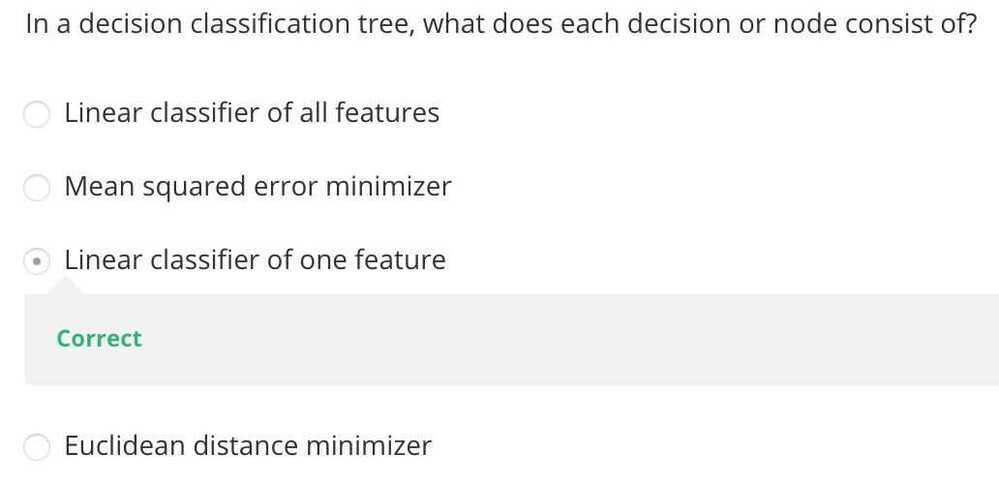 In a decision classification tree, what does each decision or node consist of?
Linear classifier of all features
Mean squared error minimizer
Linear classifier of one feature
Correct
Euclidean distance minimizer